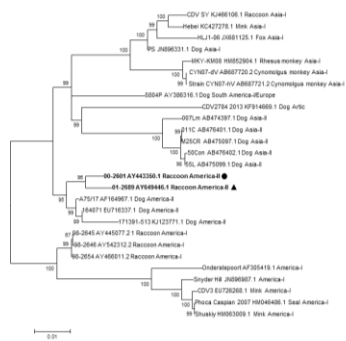 CDV SY KJ466106.1 Raccoon Asia-I
99
Hebei KC427278.1 Mink Asia-I
100
HLJ1-06 JX681125.1 Fox Asia-I
100
PS JN896331.1 Dog Asia-I
100
MKY-KM08 HM852904.1 Rhesus monkey Asia-I
CYN07-dV AB687720.2 Cynomolgus monkey Asia-I
100
Strain CYN07-hV AB687721.2 Cynomolgus monkey Asia-I
98
5804P AY386316.1 Dog South America-I/Europe
CDV2784 2013 KF914669.1 Dog Artic
99
007Lm AB474397.1 Dog Asia-II
011C AB476401.1 Dog Asia-II
100
M25CR AB475097.1 Dog Asia-II
50Con AB476402.1 Dog Asia-II
100
55L AB475099.1 Dog Asia-II
00-2601 AY443350.1 Raccoon America-II
99
01-2689 AY649446.1 Raccoon America-II
A75/17 AF164967.1 Dog America-II
100
164071 EU716337.1 Dog America-II
99
171391-513 KJ123771.1 Dog America-II
98-2645 AY445077.2.1 Raccoon America-I
98-2646 AY542312.2 Raccoon America-I
98-2654 AY466011.2 Raccoon America-I
100
Onderstepoort AF305419.1 America-I
100
Snyder Hill JN896987.1 America-I
100
CDV3 EU726268.1 Mink America-I
100
Phoca Caspian 2007 HM046486.1 Seal America-I
99
Shuskiy HM063009.1 Mink America-I
0.01